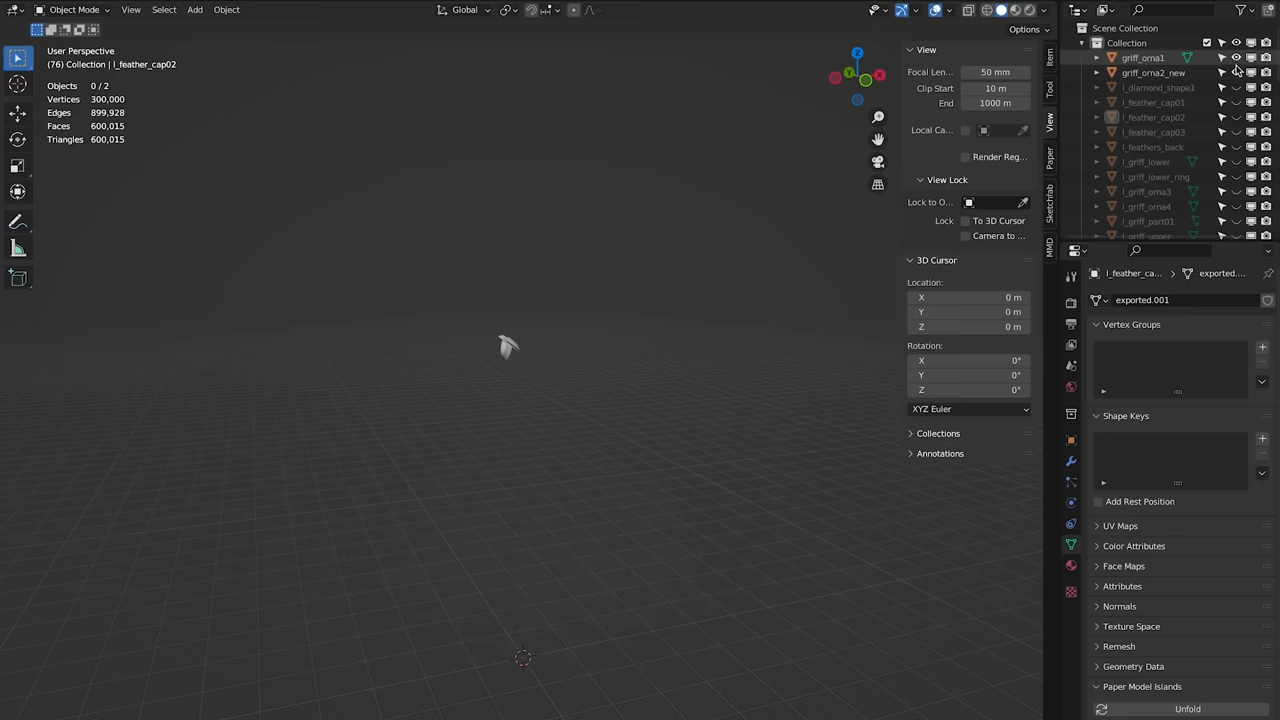 Object Mode View Select Add Object Global
Options
User Perspective
(76) Collection | l_feather_cap02
Objects 0 / 2
Vertices 300,000
Edges 899,928
Faces 600,015
Triangles 600,015
Z
Y
X
View
Focal Len... 50 mm
Clip Start 10 m
End 1000 m
Local Ca...
Render Reg...
View Lock
Lock to O...
Lock To 3D Cursor
Camera to ...
3D Cursor
Location:
X 0 m
Y 0 m
Z 0 m
Rotation:
X 0°
Y 0°
Z 0°
XYZ Euler
Collections
Annotations
Item
Tool
View
Paper
Sketchfab
MMD
Scene Collection
Collection
griff_orna1
griff_orna2_new
l_diamond_shape1
l_feather_cap01
l_feather_cap02
l_feather_cap03
l_feathers_back
l_griff_lower
l_griff_lower_ring
l_griff_orna3
l_griff_orna4
l_griff_part01
l_griff_upper
l_feather_ca... exported....
exported.001
Vertex Groups
Shape Keys
Add Rest Position
UV Maps
Color Attributes
Face Maps
Attributes
Normals
Texture Space
Remesh
Geometry Data
Paper Model Islands
Unfold